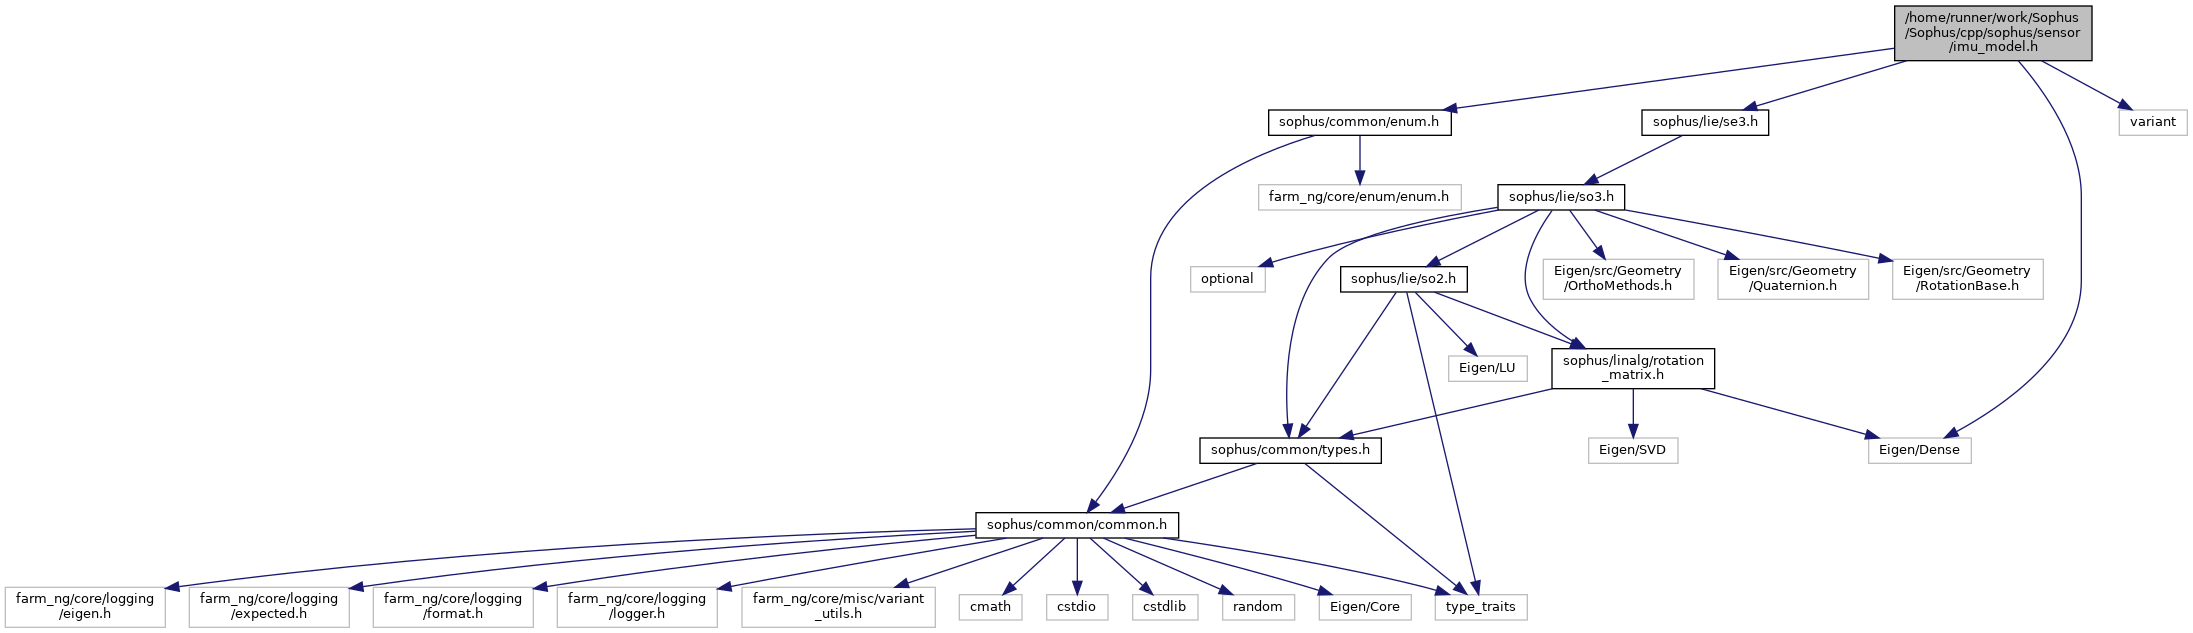 /home/runner/work/Sophus
/Sophus/cpp/sophus/sensor
/imu_model.h
sophus/common/enum.h
sophus/lie/se3.h
variant
farm_ng/core/enum/enum.h
sophus/lie/so3.h
optional
sophus/lie/so2.h
Eigen/src/Geometry
/OrthoMethods.h
Eigen/src/Geometry
/Quaternion.h
Eigen/src/Geometry
/RotationBase.h
Eigen/LU
sophus/linalg/rotation
_matrix.h
sophus/common/types.h
Eigen/SVD
Eigen/Dense
sophus/common/common.h
farm_ng/core/logging
/eigen.h
farm_ng/core/logging
/expected.h
farm_ng/core/logging
/format.h
farm_ng/core/logging
/logger.h
farm_ng/core/misc/variant
_utils.h
cmath
cstdio
cstdlib
random
Eigen/Core
type_traits